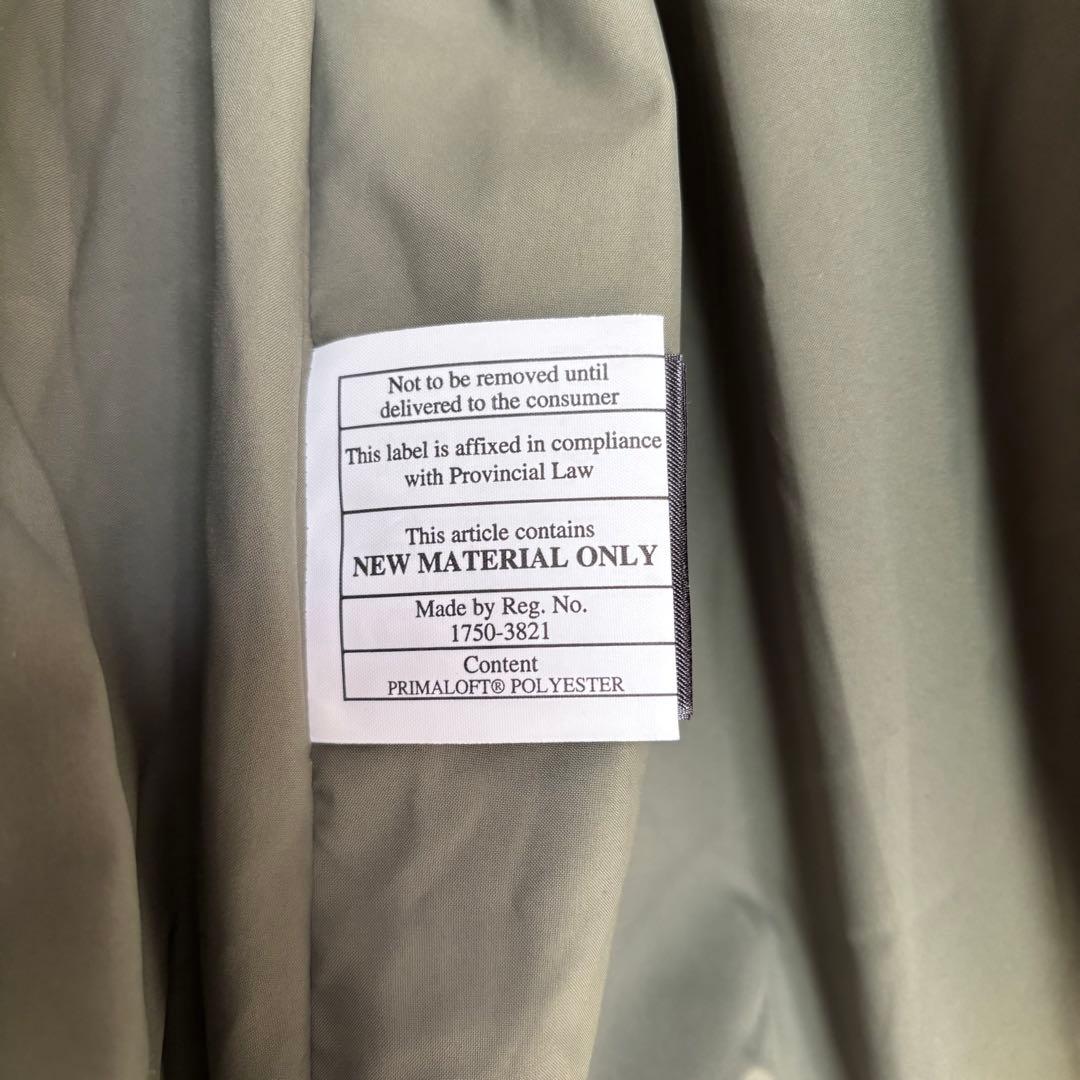 Not to be removed until
delivered to the consumer
This label is affixed in compliance
with Provincial Law
This article contains
NEW MATERIAL ONLY
Made by Reg. No.
1750-3821
Content
PRIMALOFT® POLYESTER